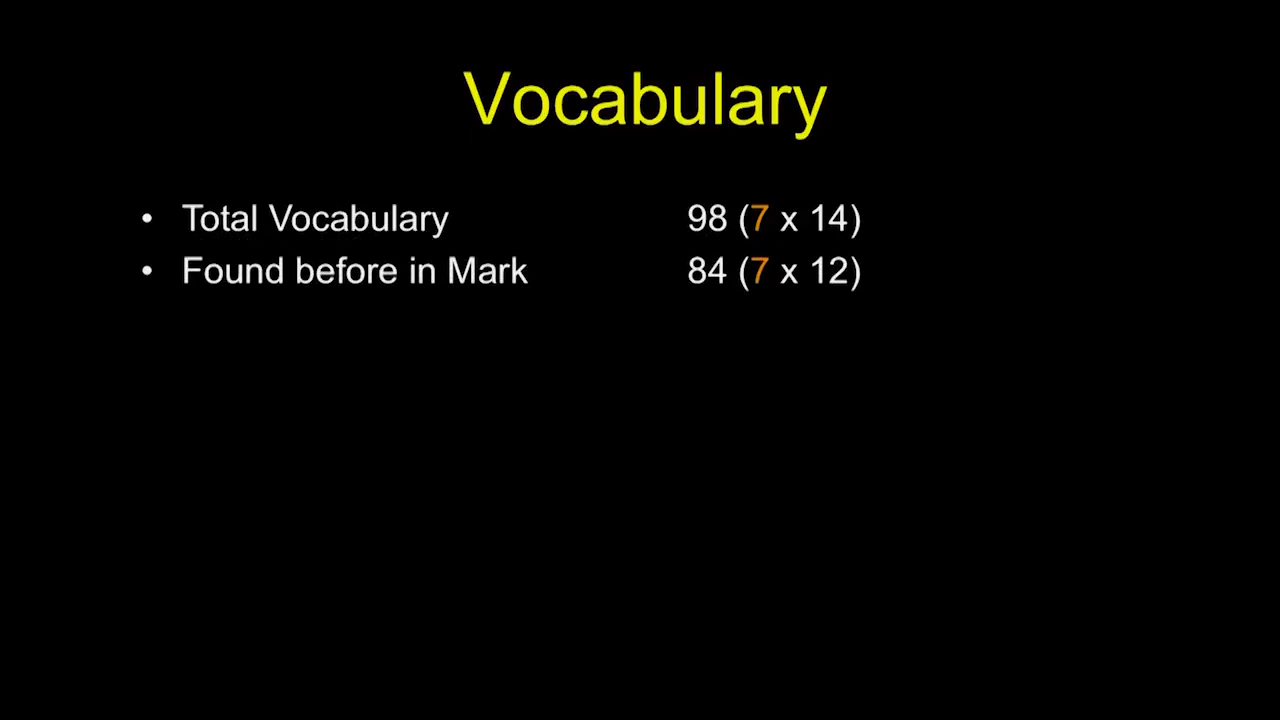 Vocabulary
• Total Vocabulary 98 (7 x 14)
• Found before in Mark 84 (7 x 12)